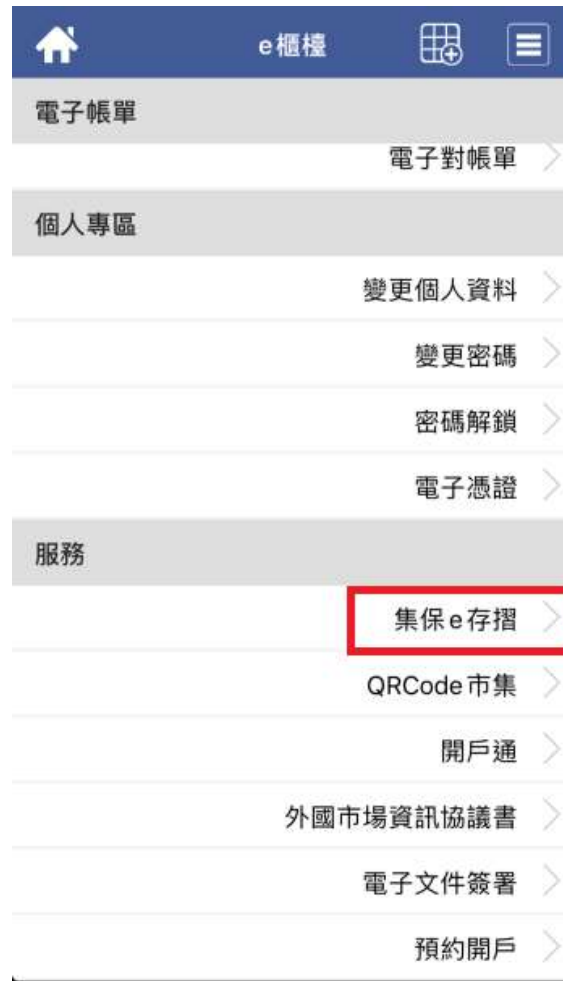 e櫃檯
電子帳單
電子對帳單
個人專區
變更個人資料
變更密碼
密碼解鎖
電子憑證
服務
集保e存摺
QRCode市集
開戶通
外國市場資訊協議書
電子文件簽署
預約開戶